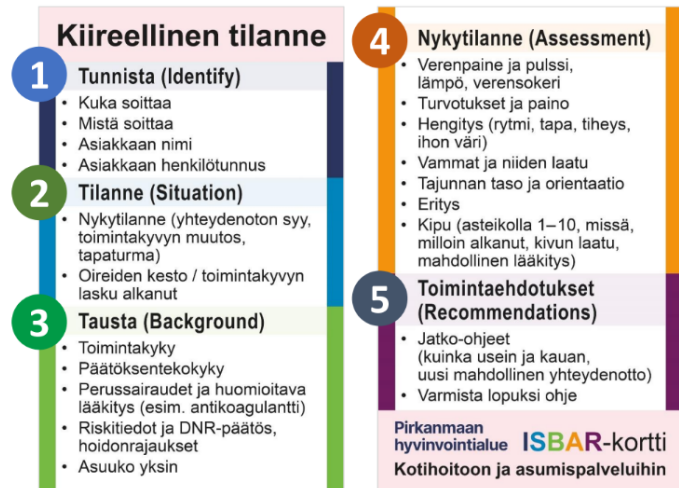 Kiireellinen tilanne
1
Tunnista (Identify)
• Kuka soittaa
• Mistä soittaa
• Asiakkaan nimi
• Asiakkaan henkilötunnus
2
Tilanne (Situation)
• Nykytilanne (yhteydenoton syy,
toimintakyvyn muutos,
tapaturma)
• Oireiden kesto / toimintakyvyn
lasku alkanut
3
Tausta (Background)
• Toimintakyky
• Päätöksentekokyky
• Perussairaudet ja huomioitava
lääkitys (esim. antikoagulantti)
• Riskitiedot ja DNR-päätös,
hoidonrajaukset
• Asuuko yksin
4
Nykytilanne (Assessment)
• Verenpaine ja pulssi,
lämpö, verensokeri
• Turvotukset ja paino
• Hengitys (rytmi, tapa, tiheys,
ihon väri)
• Vammat ja niiden laatu
• Tajunnan taso ja orientaatio
• Eritys
• Kipu (asteikolla 1–10, missä,
milloin alkanut, kivun laatu,
mahdollinen lääkitys)
5
Toimintaehdotukset
(Recommendations)
• Jatko-ohjeet
(kuinka usein ja kauan,
uusi mahdollinen yhteydenotto)
• Varmista lopuksi ohje
Pirkanmaan
hyvinvointialue
ISBAR-kortti
Kotihoitoon ja asumispalveluihin